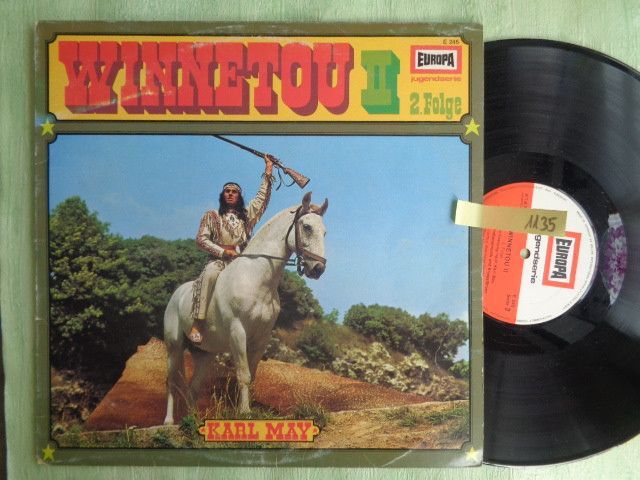 E 245
WINNETOU II
EUROPA
jugendserie
2. Folge
KARL MAY
1135
WINNETOU II
EUROPA
jugendserie